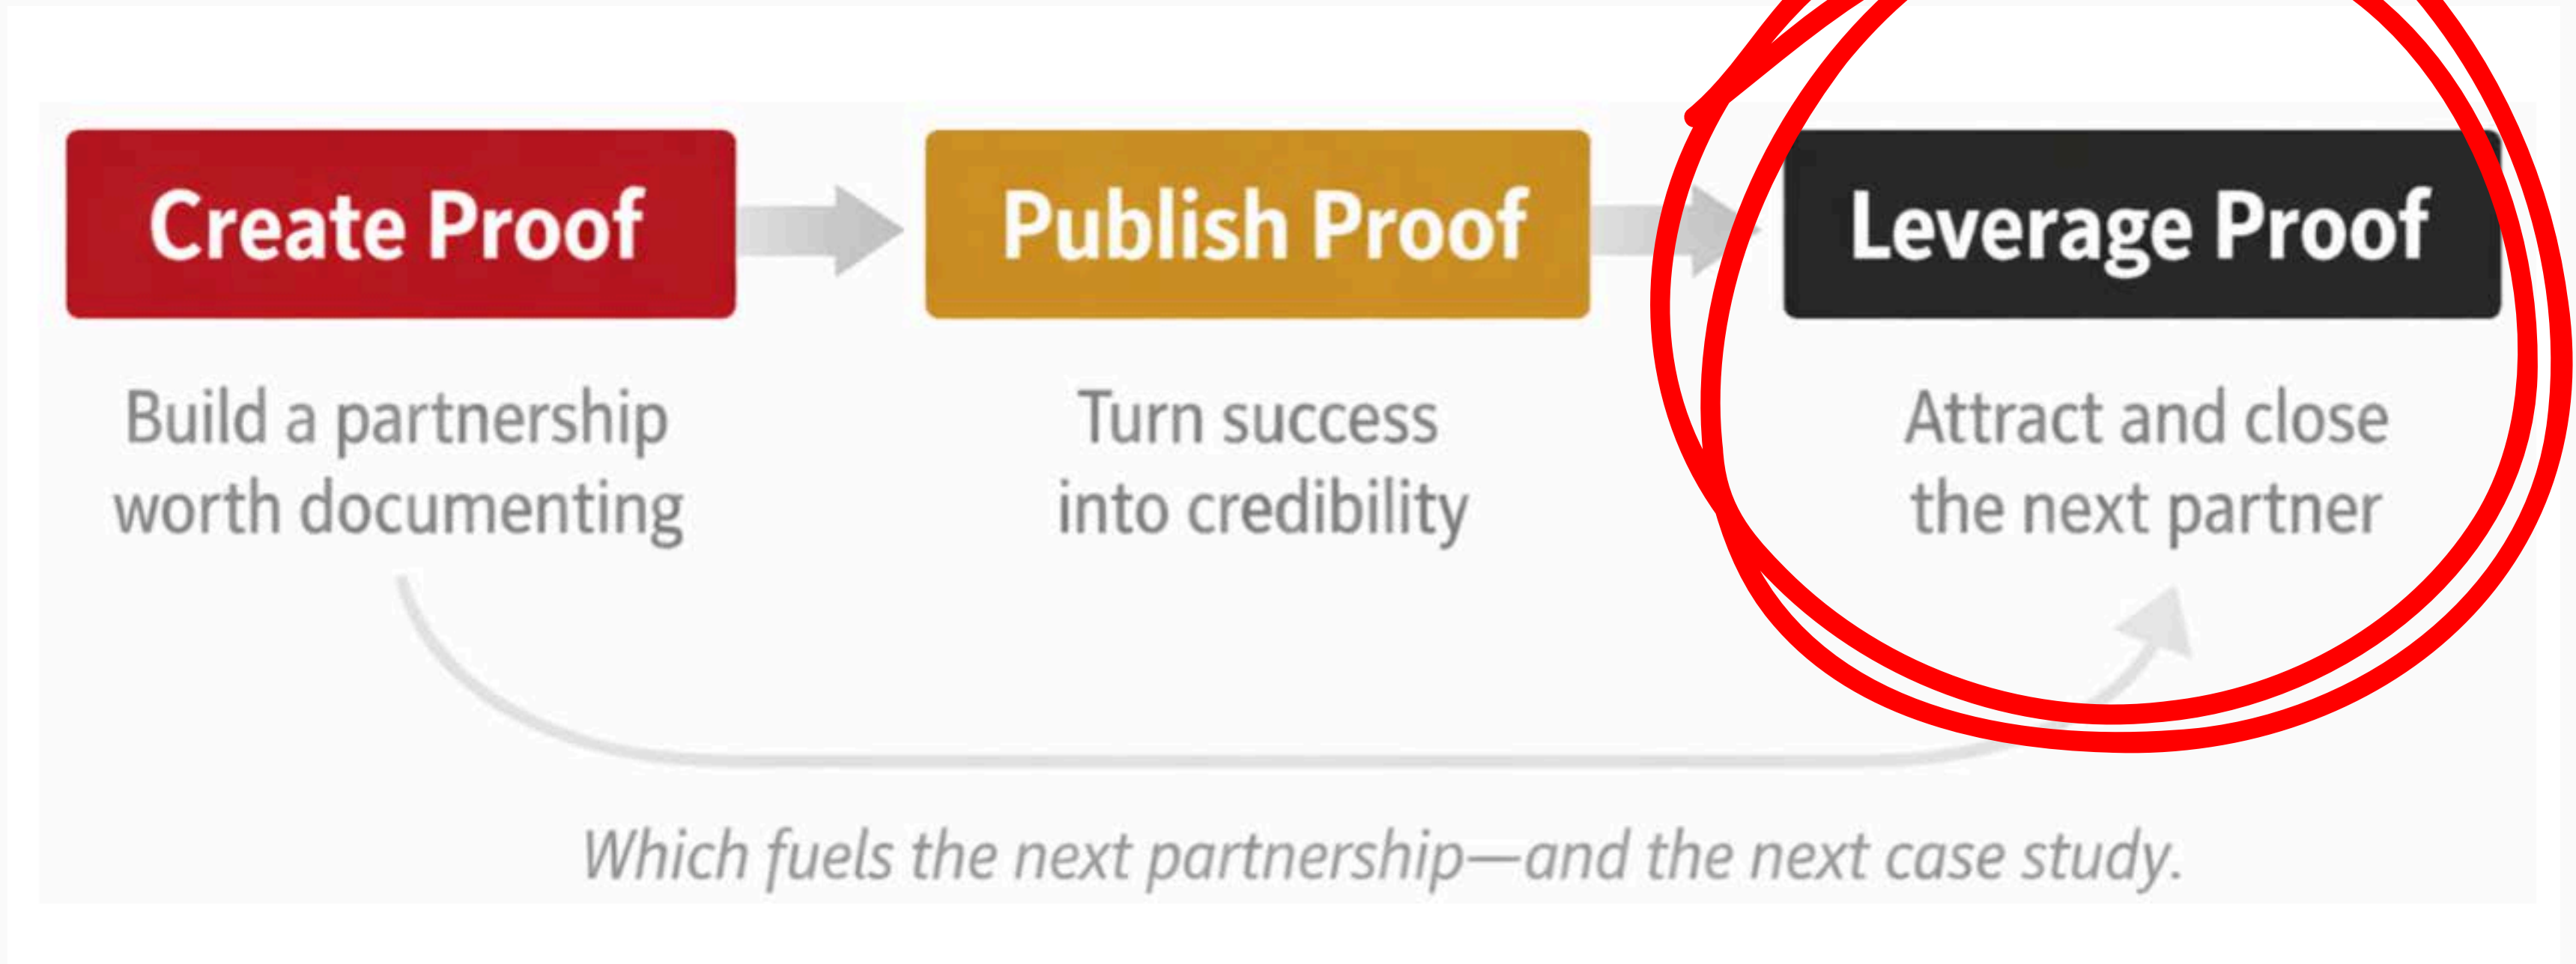 Create Proof
Publish Proof
Leverage Proof
Build a partnership
worth documenting
Turn success
into credibility
Attract and close
the next partner
Which fuels the next partnership—and the next case study.